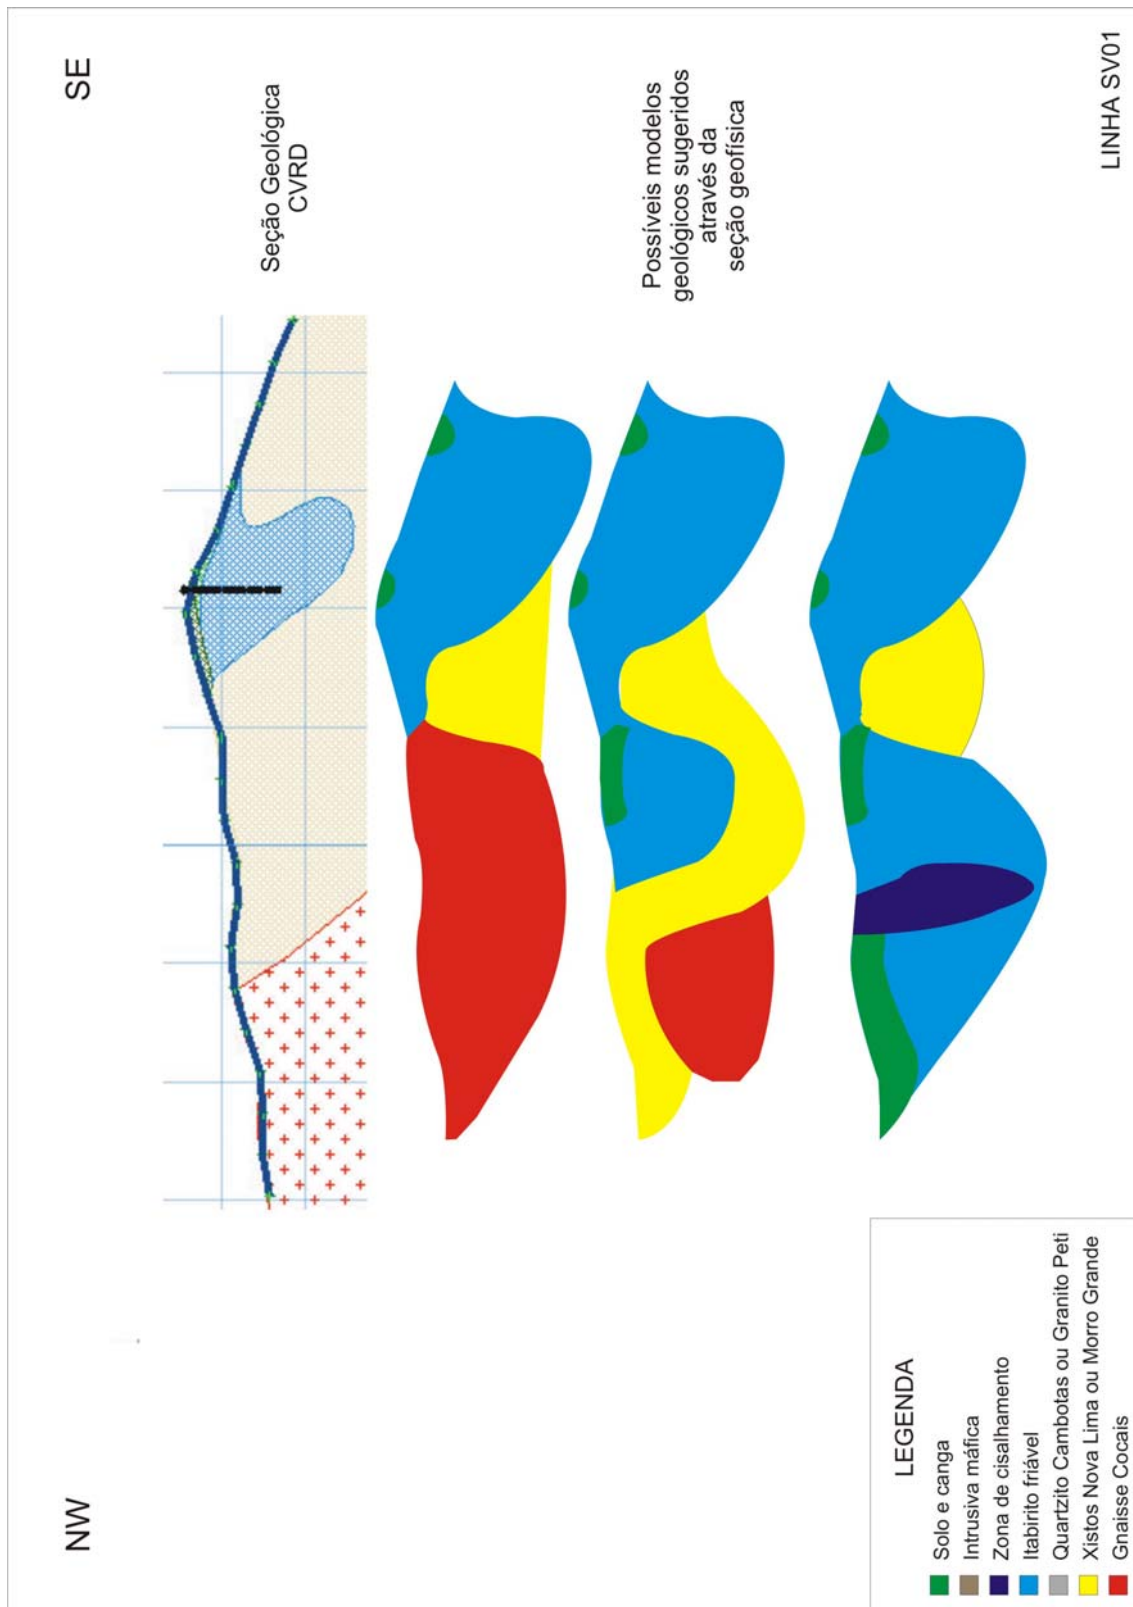 NW
SE
Seção Geológica
CVRD
Possíveis modelos
geológicos sugeridos
através da
seção geofísica
LEGENDA
Solo e canga
Intrusiva máfica
Zona de cisalhamento
Itabirito friável
Quartzito Cambotas ou Granito Peti
Xistos Nova Lima ou Morro Grande
Gnaisse Cocais
LINHA SV01